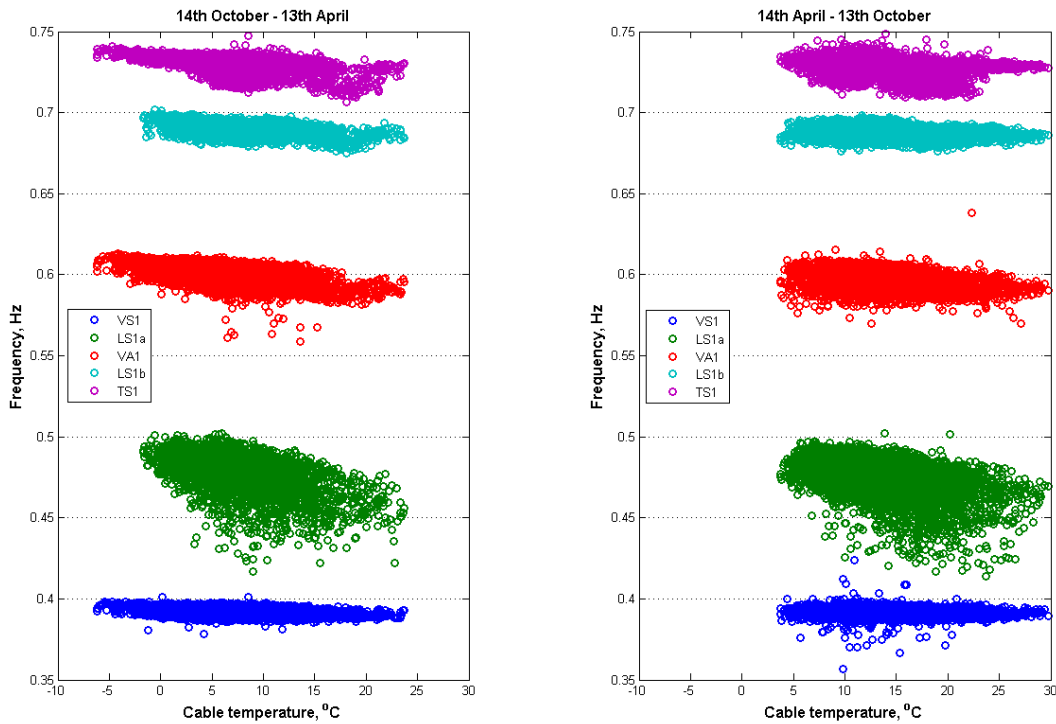 14th October - 13th April
0.75
0.7
0.65
0.6
0.55
0.5
0.45
0.4
0.35
Frequency, Hz
VS1
LS1a
VA1
LS1b
TS1
-10 -5 0 5 10 15 20 25 30
Cable temperature, °C
14th April - 13th October
0.75
0.7
0.65
0.6
0.55
0.5
0.45
0.4
0.35
Frequency, Hz
VS1
LS1a
VA1
LS1b
TS1
-10 -5 0 5 10 15 20 25 30
Cable temperature, °C